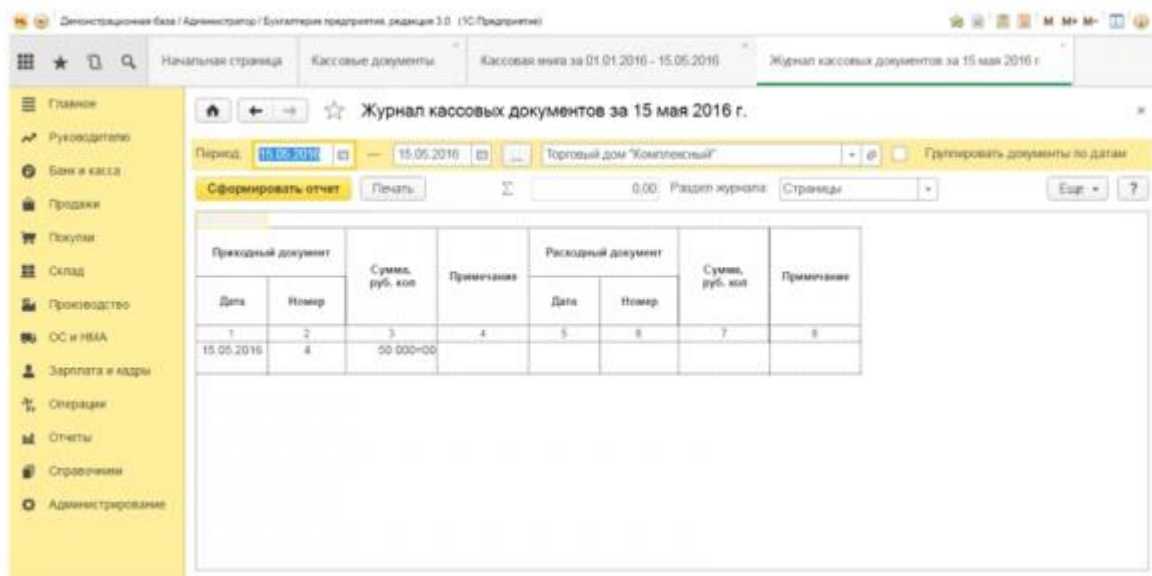 Демонстрационная база / Администратор / Бухгалтерия предприятия, редакция 3.0 (1С:Предприятие)
M M+ M-
Начальная страница
Кассовые документы
Кассовая книга за 01.01.2016 - 15.05.2016
Журнал кассовых документов за 15 мая 2016 г.
Главное
Руководителю
Банк и касса
Продажи
Покупки
Склад
Производство
ОС и НМА
Зарплата и кадры
Операции
Отчеты
Справочники
Администрирование
Журнал кассовых документов за 15 мая 2016 г.
Период: 15.05.2016 — 15.05.2016 ... Торговый дом "Комплексный" Группировать документы по датам
Сформировать отчет Печать Σ 0,00 Раздел журнала: Страницы Еще ?
Приходный документ Сумма, руб. коп Примечание Расходный документ Сумма, руб. коп Примечание
Дата Номер Дата Номер
1 2 3 4 5 6 7 8
15.05.2016 4 50 000=00